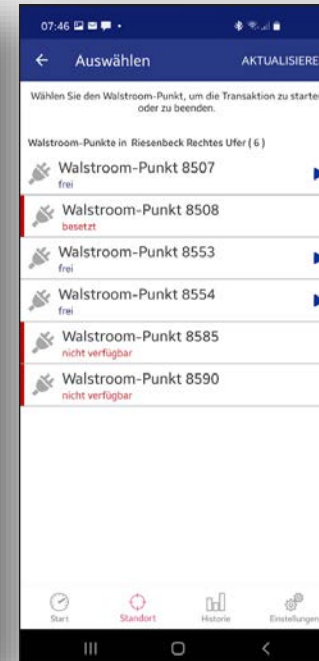 07:46
Auswählen AKTUALISIERE
Wählen Sie den Walstroom-Punkt, um die Transaktion zu starte
oder zu beenden.
Walstroom-Punkte in Riesenbeck Rechtes Ufer ( 6 )
Walstroom-Punkt 8507
frei
Walstroom-Punkt 8508
besetzt
Walstroom-Punkt 8553
frei
Walstroom-Punkt 8554
frei
Walstroom-Punkt 8585
nicht verfügbar
Walstroom-Punkt 8590
nicht verfügbar
Start Standort Historie Einstellungen